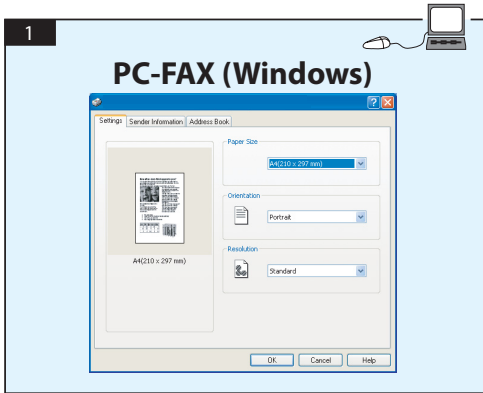 1
PC-FAX (Windows)
Settings Sender Information Address Book
Paper Size
A4(210 x 297 mm)
Orientation
Portrait
A4(210 x 297 mm)
Resolution
Standard
OK Cancel Help